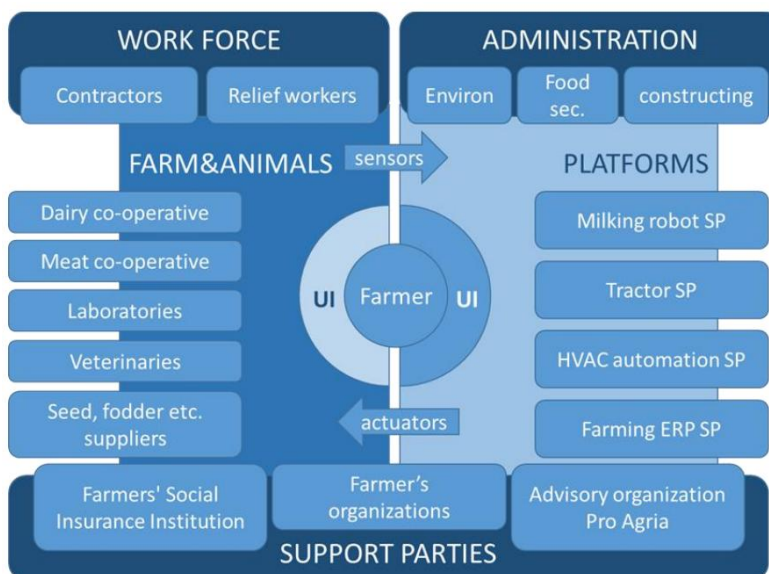 WORK FORCE
ADMINISTRATION
Contractors
Relief workers
Environ
Food
sec.
constructing
FARM&ANIMALS
sensors
PLATFORMS
Dairy co-operative
Meat co-operative
Laboratories
Veterinaries
Seed, fodder etc.
suppliers
UI
Farmer
UI
Milking robot SP
Tractor SP
HVAC automation SP
Farming ERP SP
actuators
Farmers' Social
Insurance Institution
Farmer's
organizations
Advisory organization
Pro Agria
SUPPORT PARTIES